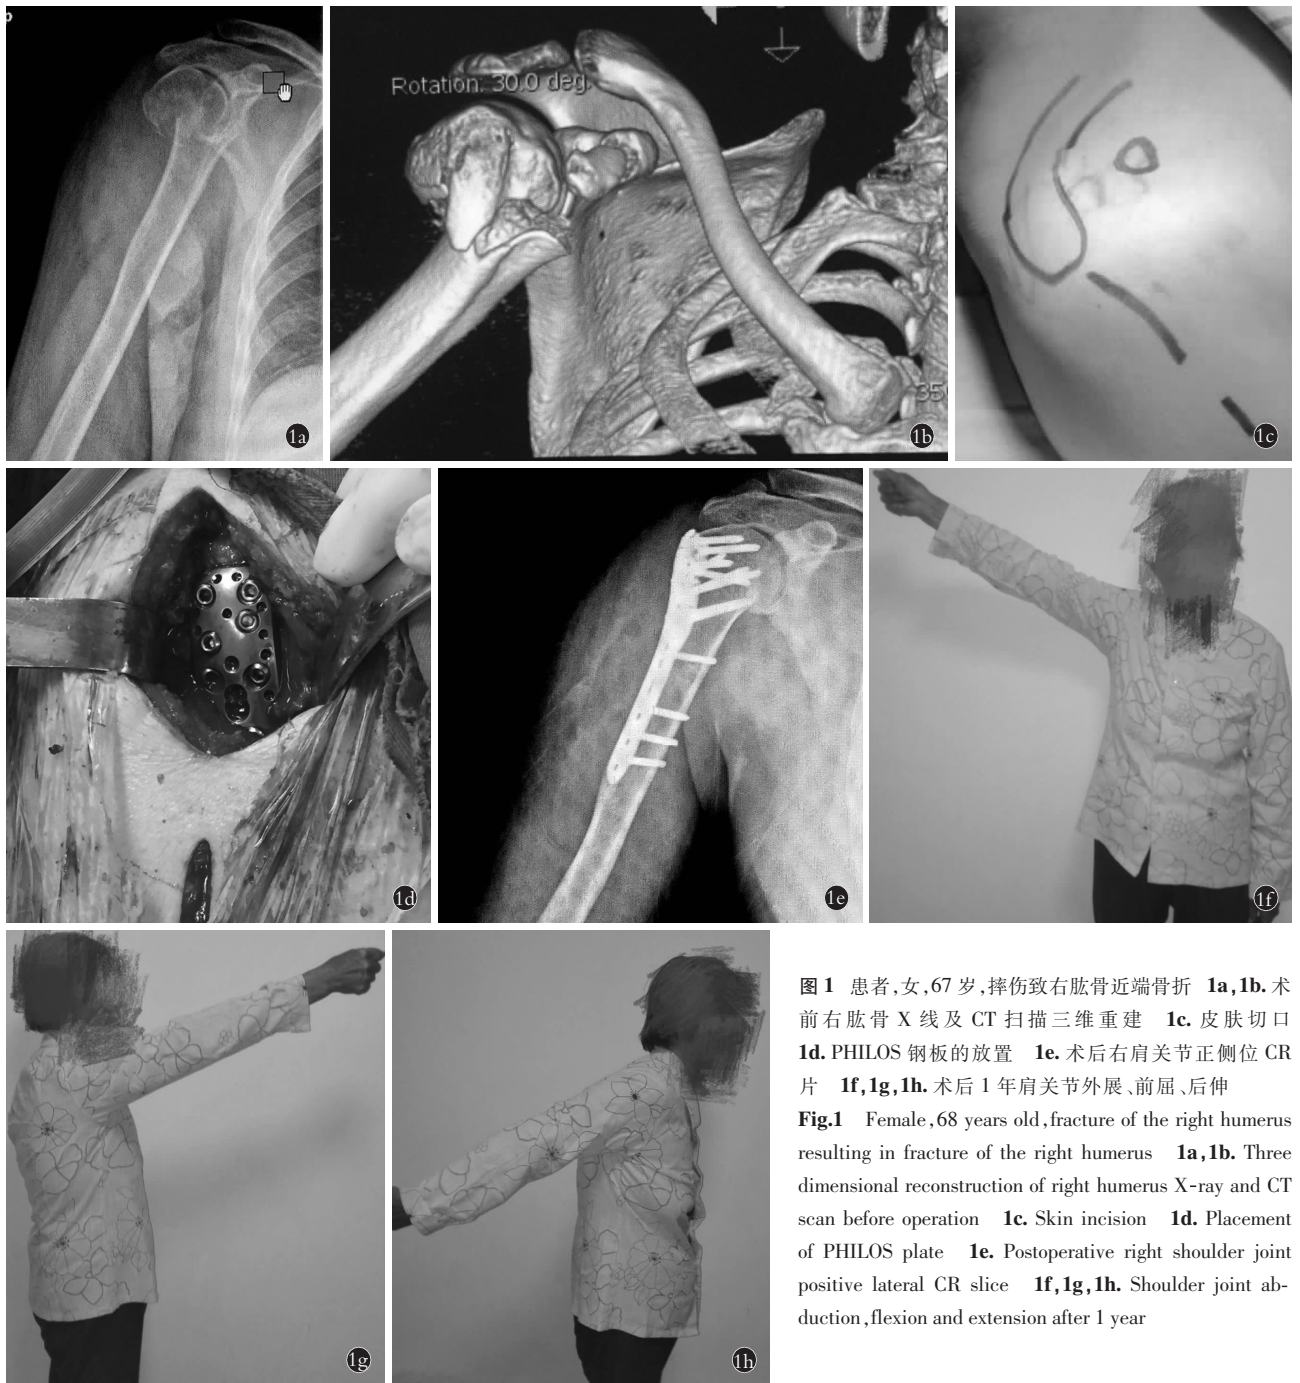 Rotation: 30.0 deg
350
1a
1b
1c
1d
1e
1f
1g
1h
图 1 患者,女,67 岁,摔伤致右肱骨近端骨折 1a,1b. 术
前右肱骨 X 线及 CT 扫描三维重建 1c. 皮肤切口
1d. PHILOS 钢板的放置 1e. 术后右肩关节正侧位 CR
片 1f,1g,1h. 术后 1 年肩关节外展、前屈、后伸
Fig.1 Female,68 years old,fracture of the right humerus
resulting in fracture of the right humerus 1a,1b. Three
dimensional reconstruction of right humerus X-ray and CT
scan before operation 1c. Skin incision 1d. Placement
of PHILOS plate 1e. Postoperative right shoulder joint
positive lateral CR slice 1f,1g,1h. Shoulder joint ab-
duction,flexion and extension after 1 year